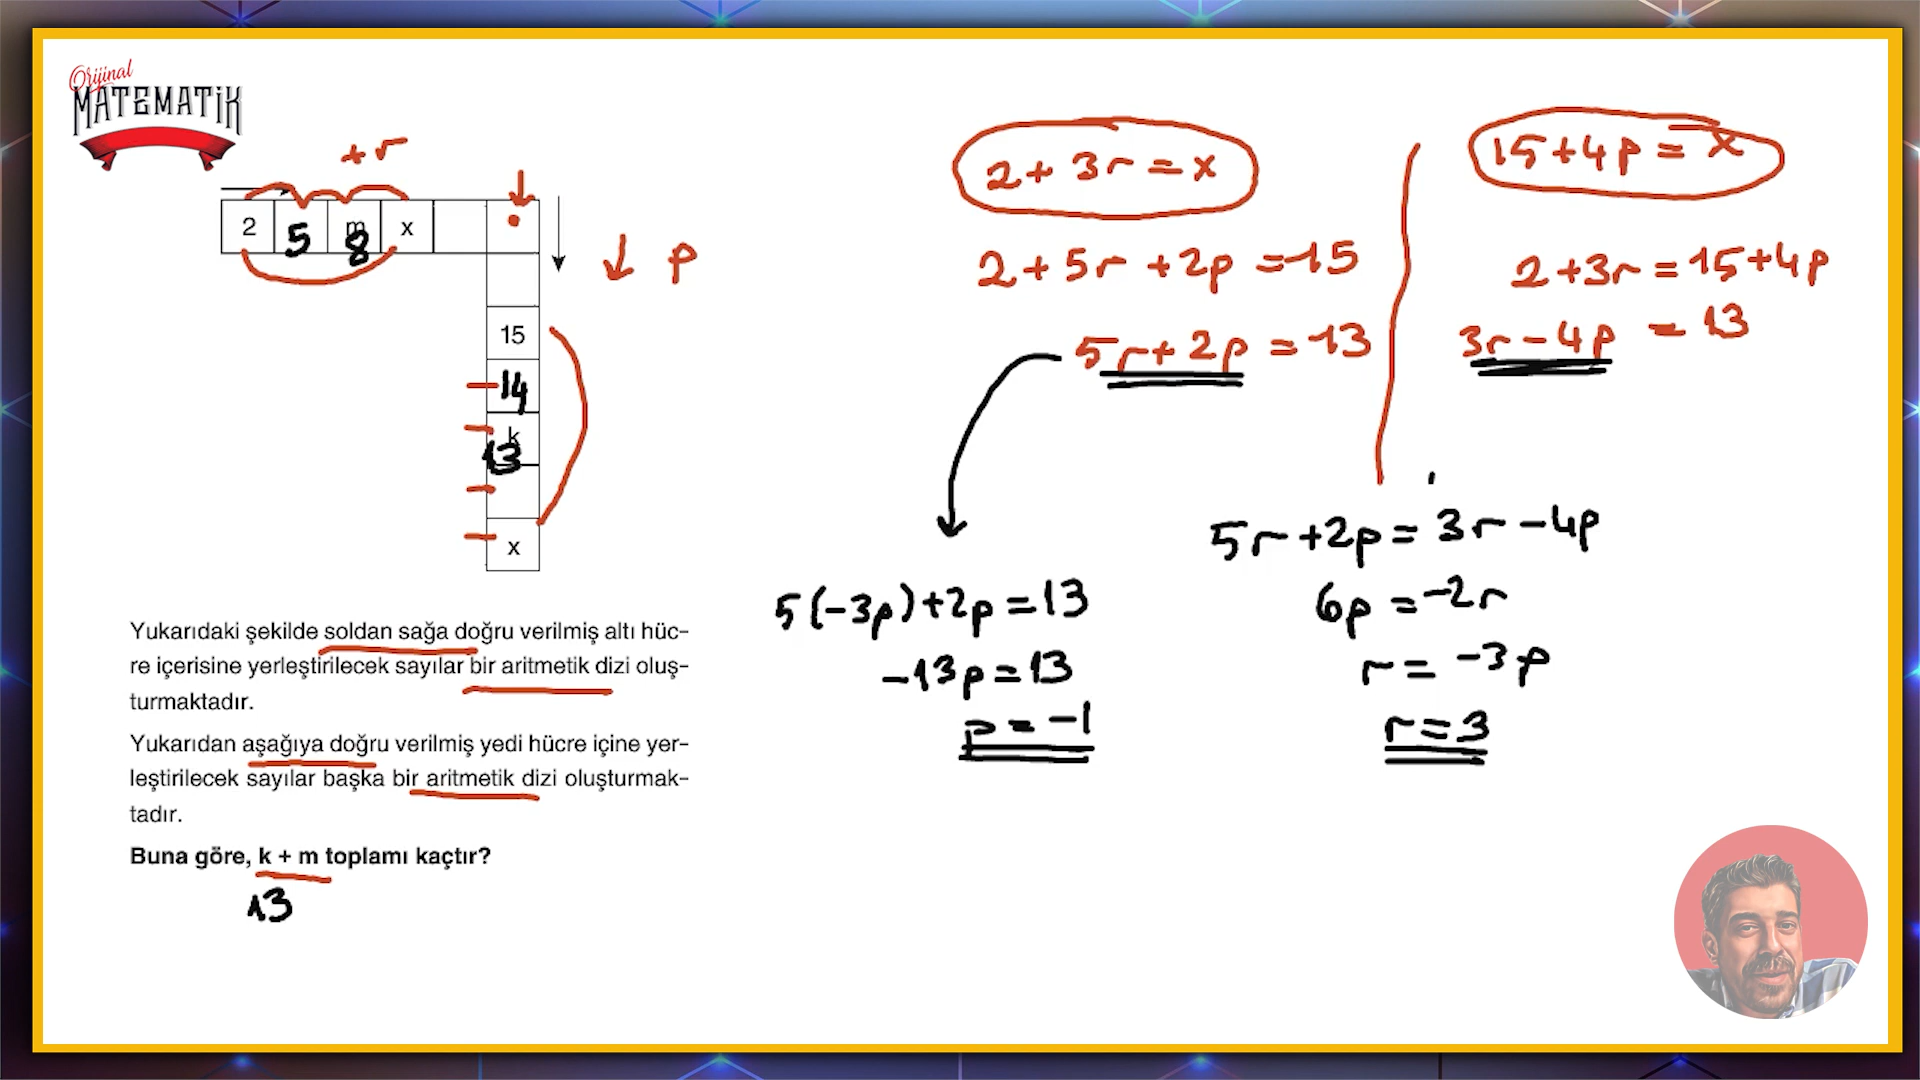 Orijinal
MATEMATiK
+r
2 5 m 8 x
p
15
14
k
13
x
2 + 3r = x
2 + 5r + 2p = 15
5r + 2p = 13
15 + 4p = x
2 + 3r = 15 + 4p
3r - 4p = 13
5r + 2p = 3r - 4p
6p = -2r
r = -3p
r = 3
5(-3p) + 2p = 13
-13p = 13
p = -1
Yukarıdaki şekilde soldan sağa doğru verilmiş altı hüc-
re içerisine yerleştirilecek sayılar bir aritmetik dizi oluş-
turmaktadır.
Yukarıdan aşağıya doğru verilmiş yedi hücre içine yer-
leştirilecek sayılar başka bir aritmetik dizi oluşturmak-
tadır.
Buna göre, k + m toplamı kaçtır?
13